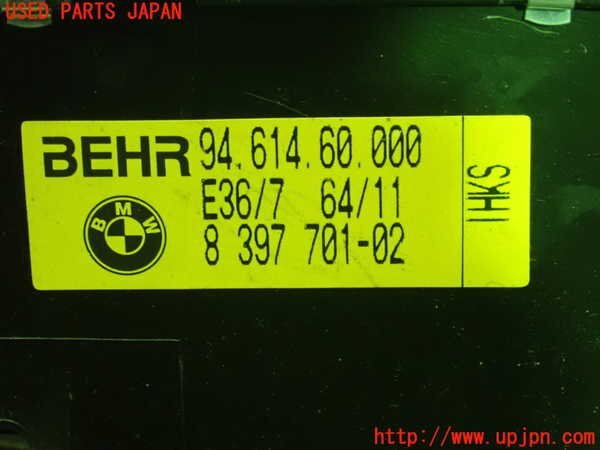 USED PARTS JAPAN
BEHR 94.614.60.000
BMW E36/7 64/11
8 397 701-02
IHKS
(C)UPJ
http://www.upjpn.com/